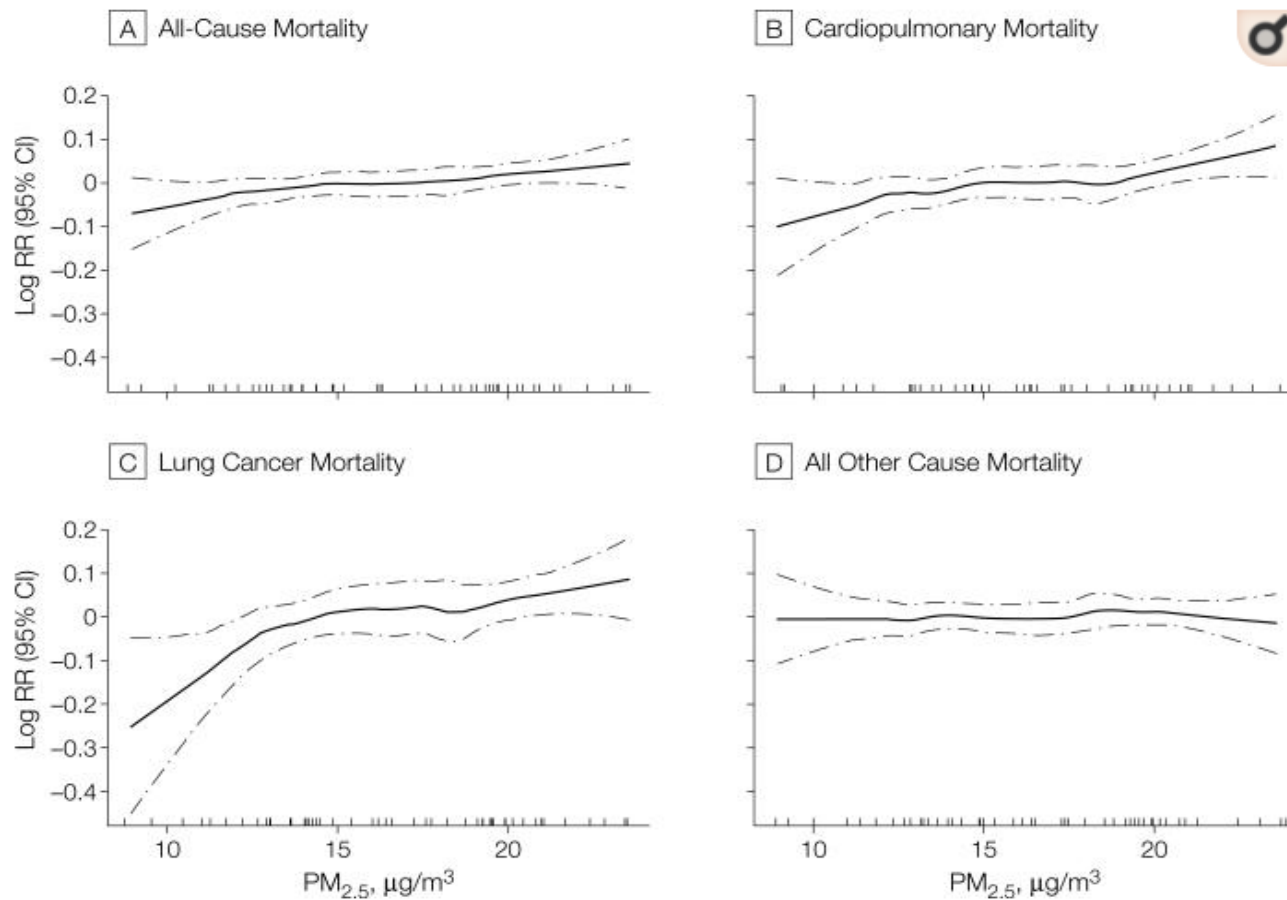 A All-Cause Mortality
B Cardiopulmonary Mortality
Log RR (95% CI)
0.2
0.1
0
–0.1
–0.2
–0.3
–0.4
10 15 20
10 15 20
C Lung Cancer Mortality
D All Other Cause Mortality
Log RR (95% CI)
0.2
0.1
0
–0.1
–0.2
–0.3
–0.4
10 15 20
10 15 20
PM2.5, μg/m³
PM2.5, μg/m³